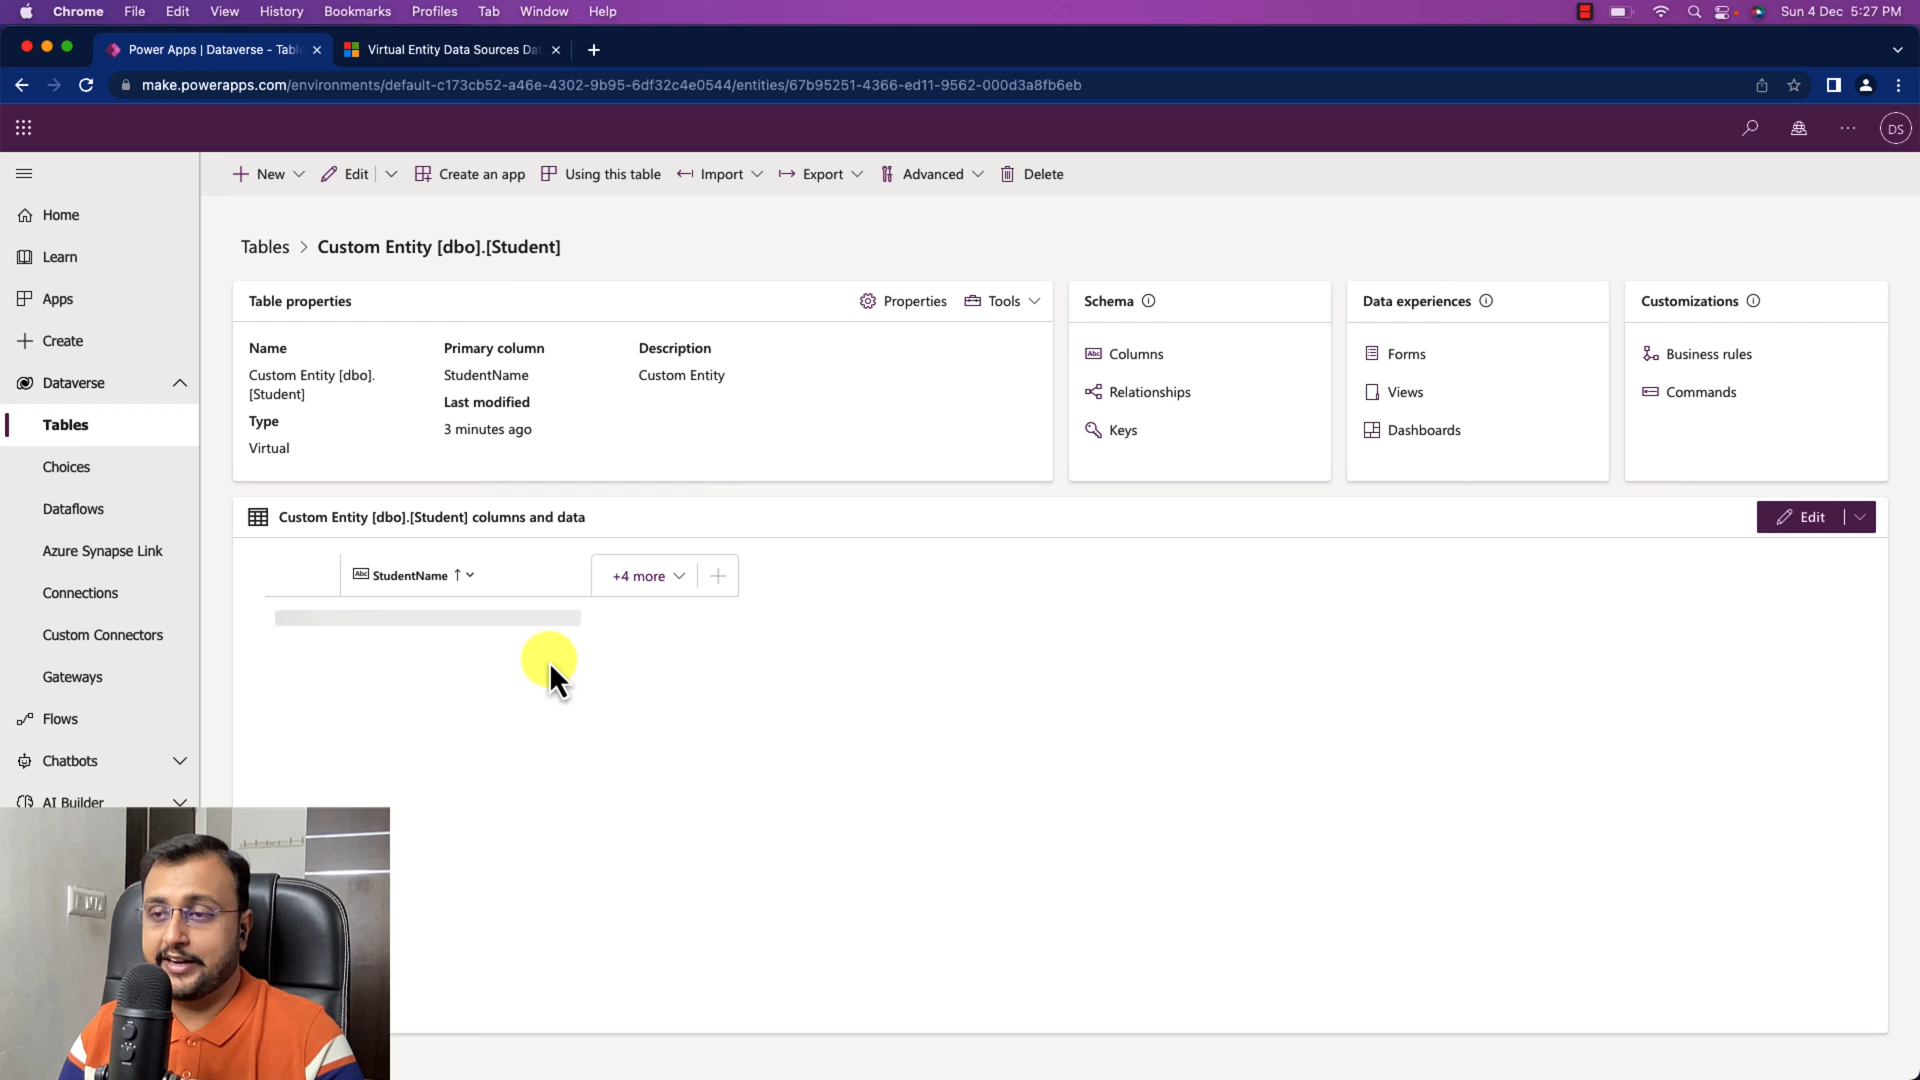 Chrome File Edit View History Bookmarks Profiles Tab Window Help Sun 4 Dec 5:27 PM
Power Apps | Dataverse - Tabl Virtual Entity Data Sources Da
make.powerapps.com/environments/default-c173cb52-a46e-4302-9b95-6df32c4e0544/entities/67b95251-4366-ed11-9562-000d3a8fb6eb
DS
New Edit Create an app Using this table Import Export Advanced Delete
Home
Learn
Apps
Create
Dataverse
Tables
Choices
Dataflows
Azure Synapse Link
Connections
Custom Connectors
Gateways
Flows
Chatbots
AI Builder
Tables > Custom Entity [dbo].[Student]
Table properties Properties Tools
Name
Custom Entity [dbo].
[Student]
Type
Virtual
Primary column
StudentName
Last modified
3 minutes ago
Description
Custom Entity
Schema
Columns
Relationships
Keys
Data experiences
Forms
Views
Dashboards
Customizations
Business rules
Commands
Custom Entity [dbo].[Student] columns and data Edit
Abc StudentName +4 more